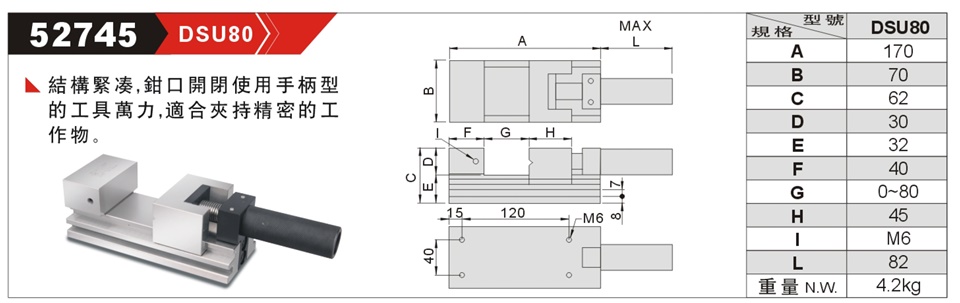 52745 DSU80
結構緊凑,鉗口開閉使用手柄型
的工具萬力,適合夾持精密的工
作物。
A
MAX
L
B
I
F
G
H
C
D
E
7
8
15
120
M6
40
型號
規格
DSU80
A 170
B 70
C 62
D 30
E 32
F 40
G 0~80
H 45
I M6
L 82
重量 N.W. 4.2kg